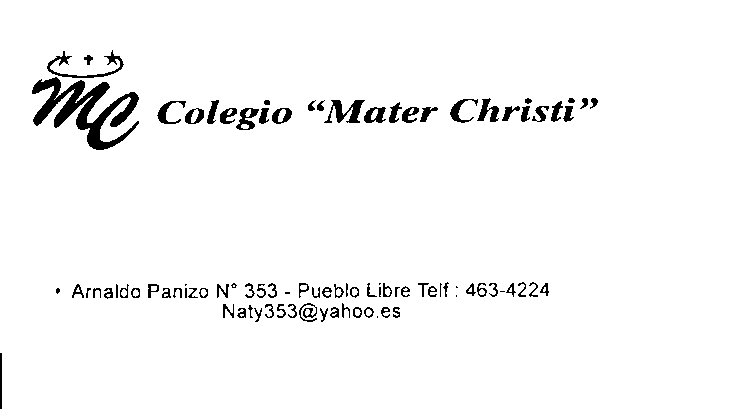 MC Colegio "Mater Christi"
• Arnaldo Panizo N° 353 - Pueblo Libre Telf : 463-4224
Naty353@yahoo.es